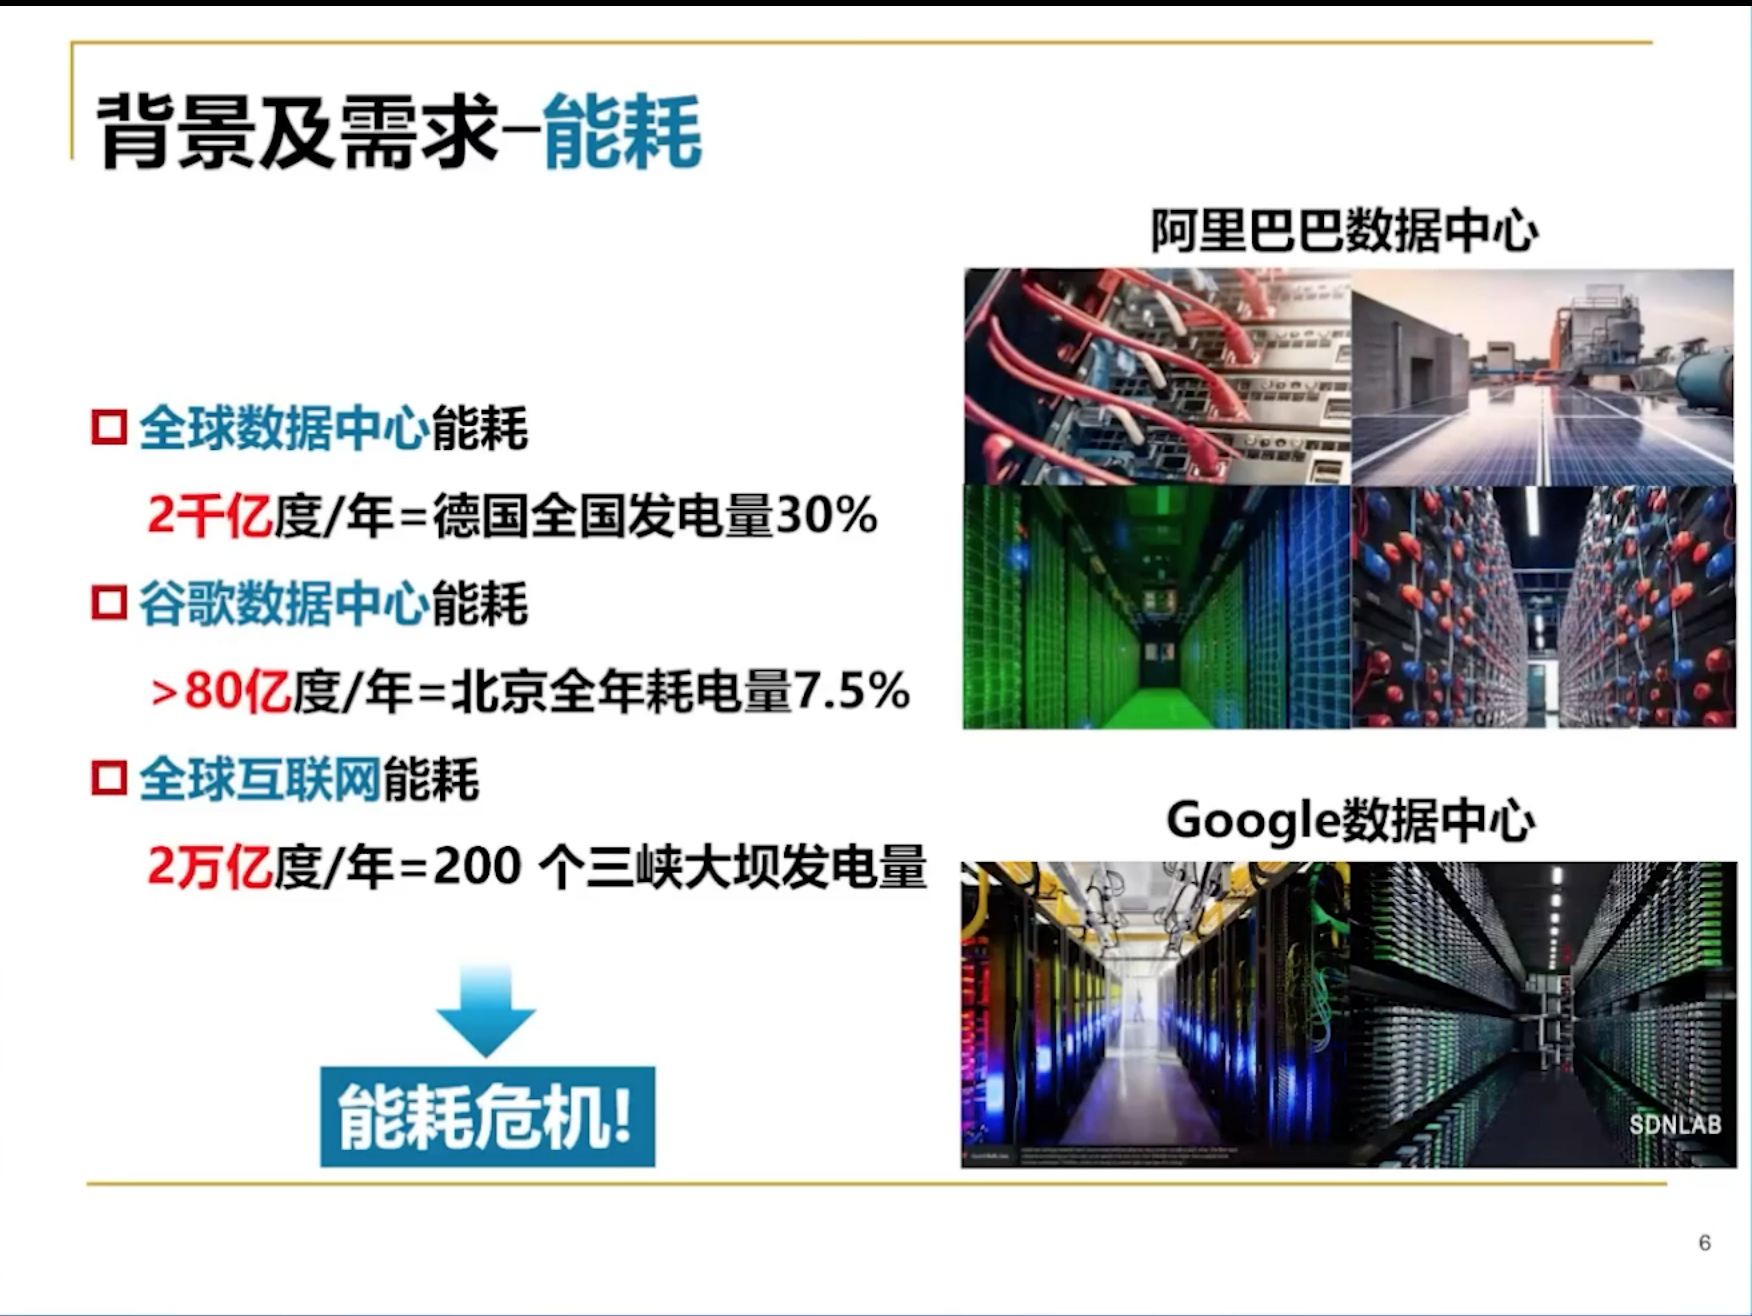 背景及需求-能耗
阿里巴巴数据中心
全球数据中心能耗
2千亿度/年=德国全国发电量30%
谷歌数据中心能耗
>80亿度/年=北京全年耗电量7.5%
全球互联网能耗
2万亿度/年=200 个三峡大坝发电量
能耗危机!
Google数据中心
SDNLAB
6